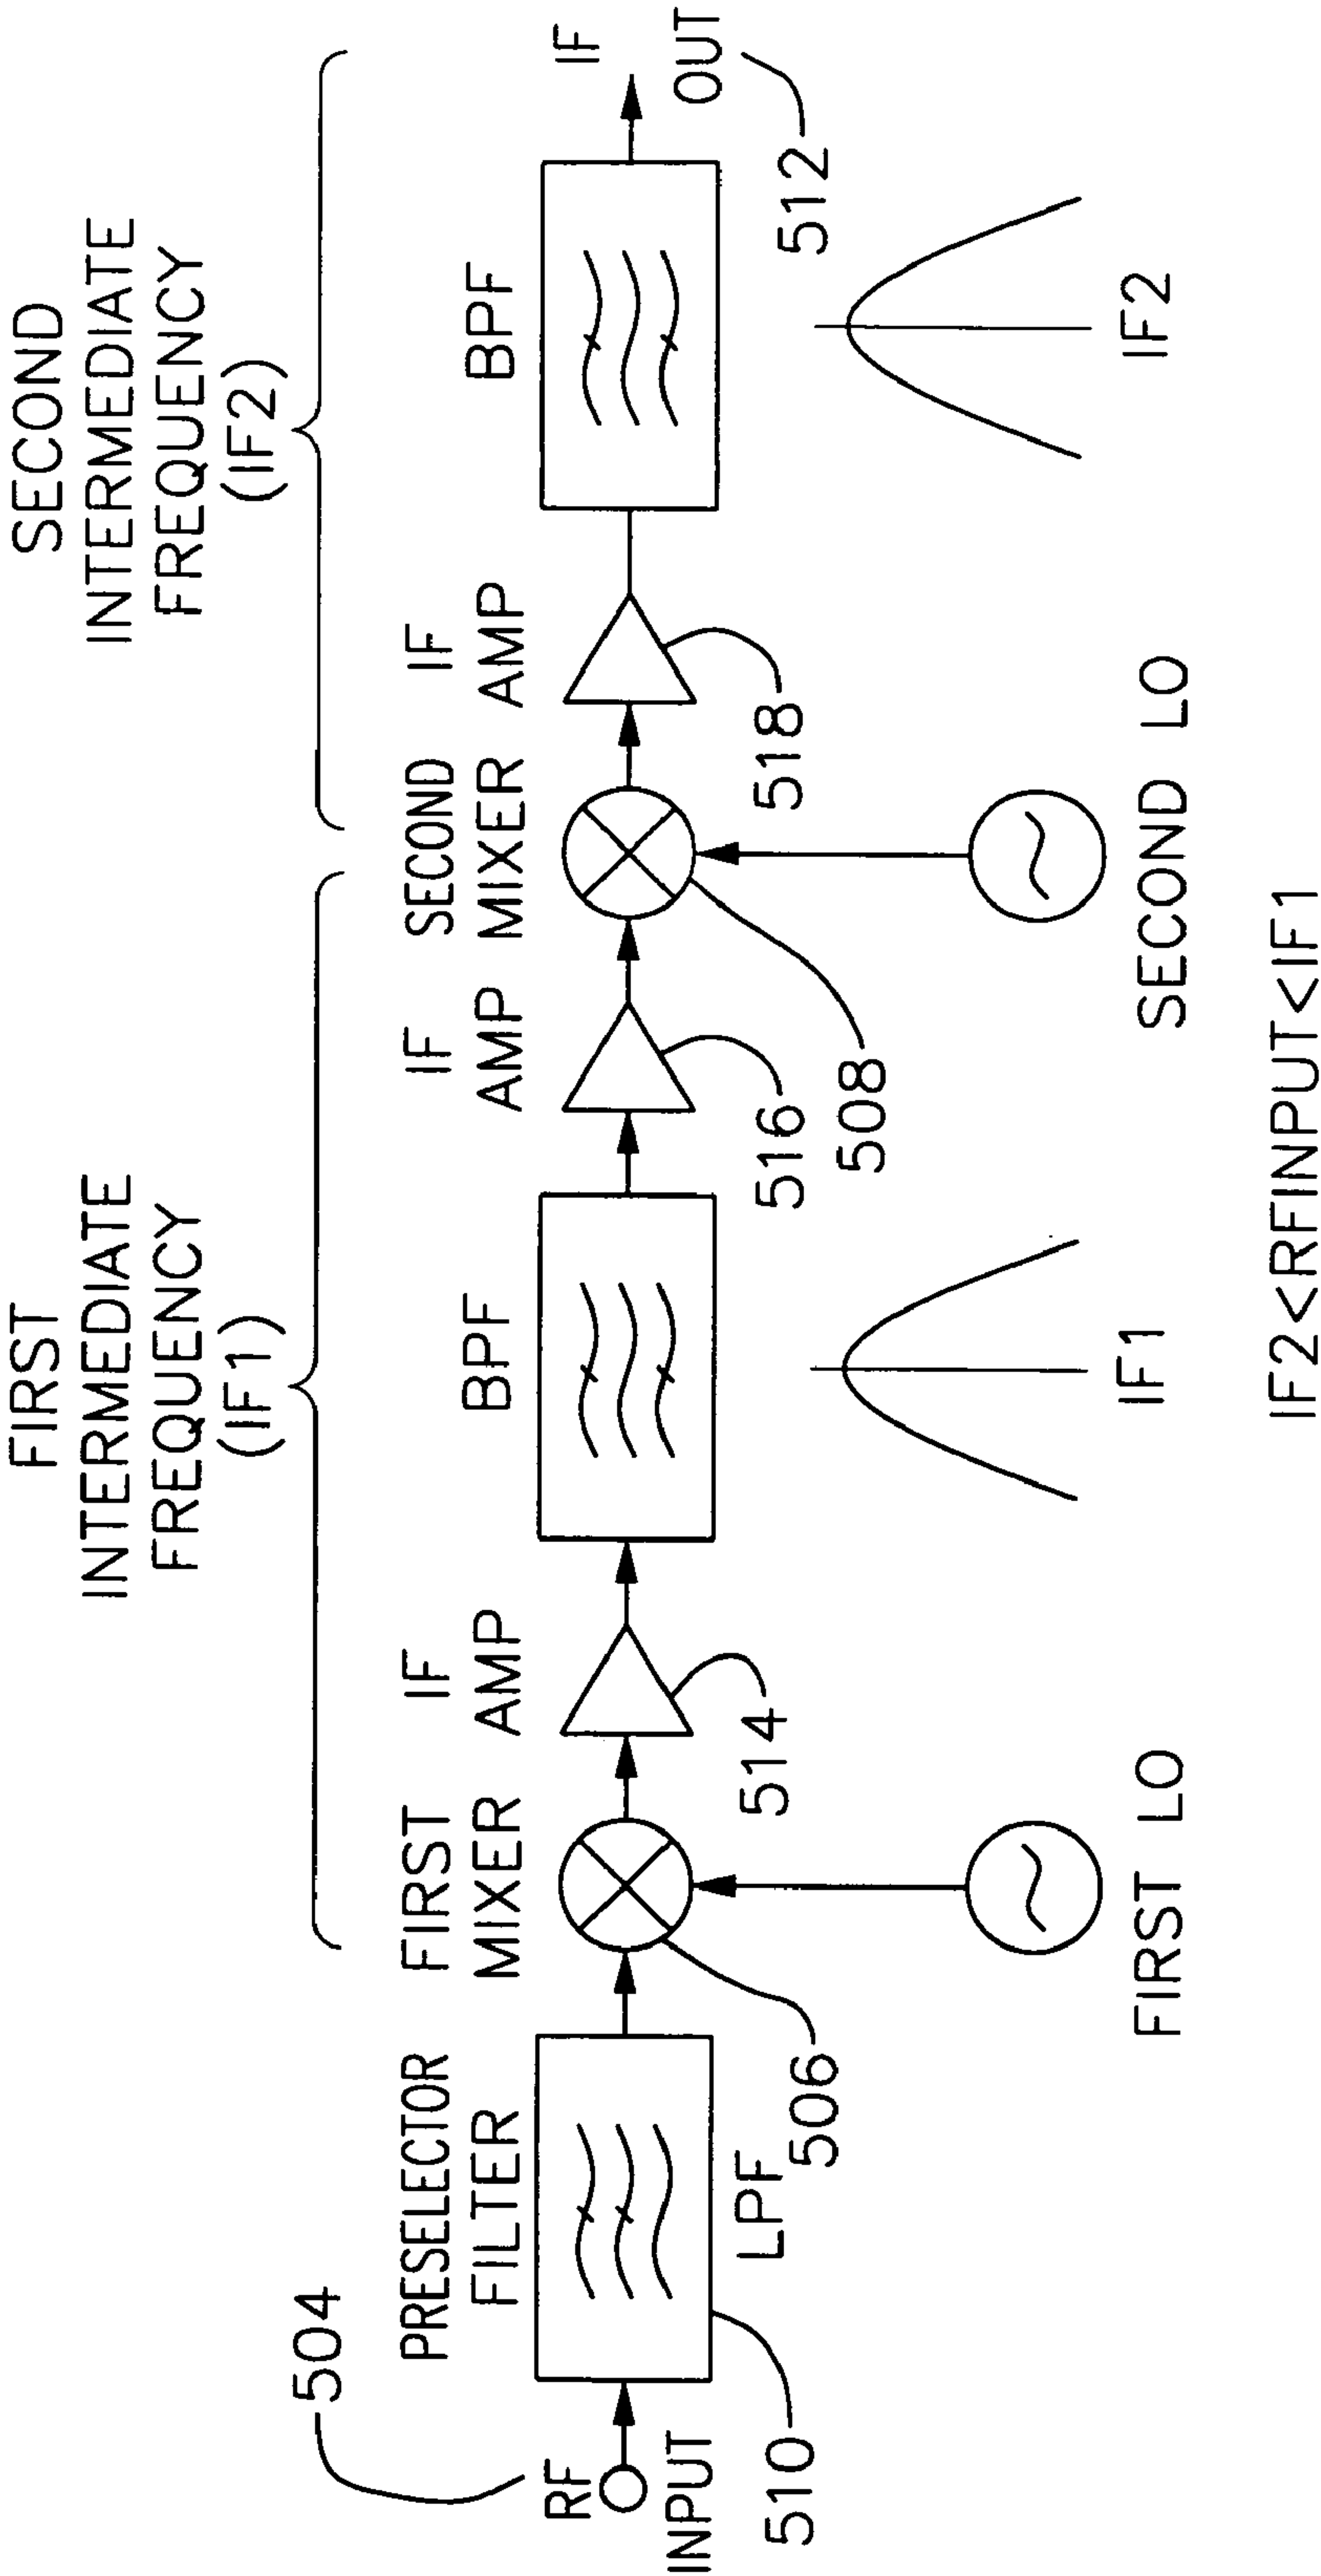 FIRST
INTERMEDIATE
FREQUENCY
(IF1)
SECOND
INTERMEDIATE
FREQUENCY
(IF2)
504
RF
INPUT
PRESELECTOR
FILTER
LPF
510
FIRST
MIXER
506
IF
AMP
514
BPF
IF
AMP
516
SECOND
MIXER
508
IF
AMP
518
BPF
IF
OUT
512
FIRST LO
IF1
SECOND LO
IF2
IF2<RFINPUT<IF1